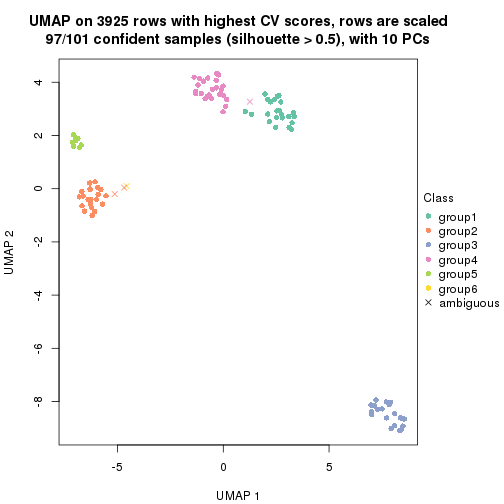 UMAP on 3925 rows with highest CV scores, rows are scaled
97/101 confident samples (silhouette > 0.5), with 10 PCs
4
2
0
-2
-4
-6
-8
UMAP 2
-5
0
5
UMAP 1
Class
group1
group2
group3
group4
group5
group6
ambiguous